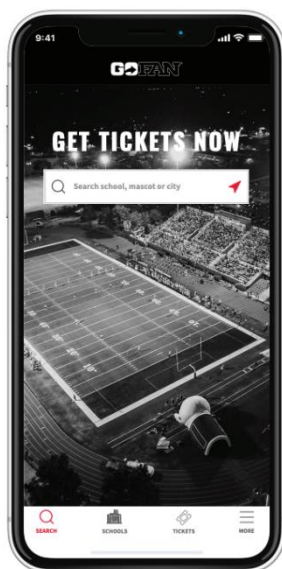 9:41
GOFAN
GET TICKETS NOW
Search school, mascot or city
SEARCH
SCHOOLS
TICKETS
MORE